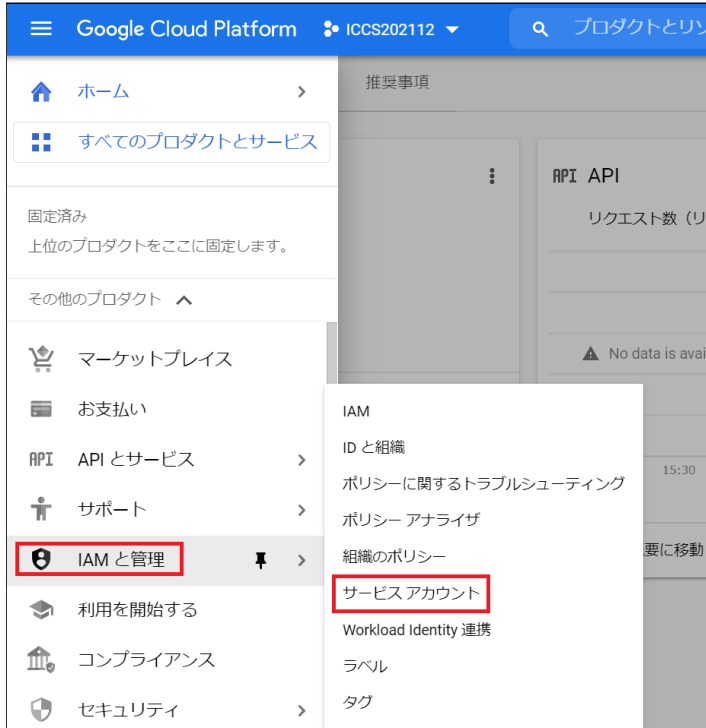 Google Cloud Platform
ICCS202112
プロダクトとリソ
ホーム
すべてのプロダクトとサービス
固定済み
上位のプロダクトをここに固定します。
その他のプロダクト
マーケットプレイス
お支払い
API API とサービス
サポート
IAM と管理
利用を開始する
コンプライアンス
セキュリティ
推奨事項
API API
リクエスト数（リ
No data is avai
15:30
要に移動
IAM
ID と組織
ポリシーに関するトラブルシューティング
ポリシー アナライザ
組織のポリシー
サービス アカウント
Workload Identity 連携
ラベル
タグ